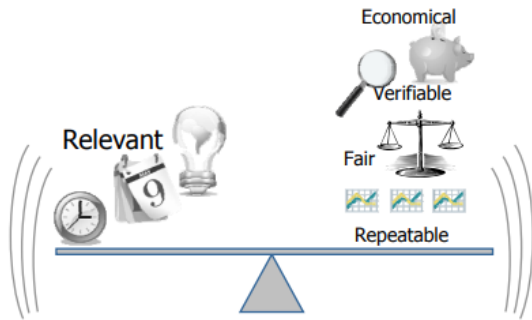 Economical
Verifiable
Relevant
Fair
9
Repeatable